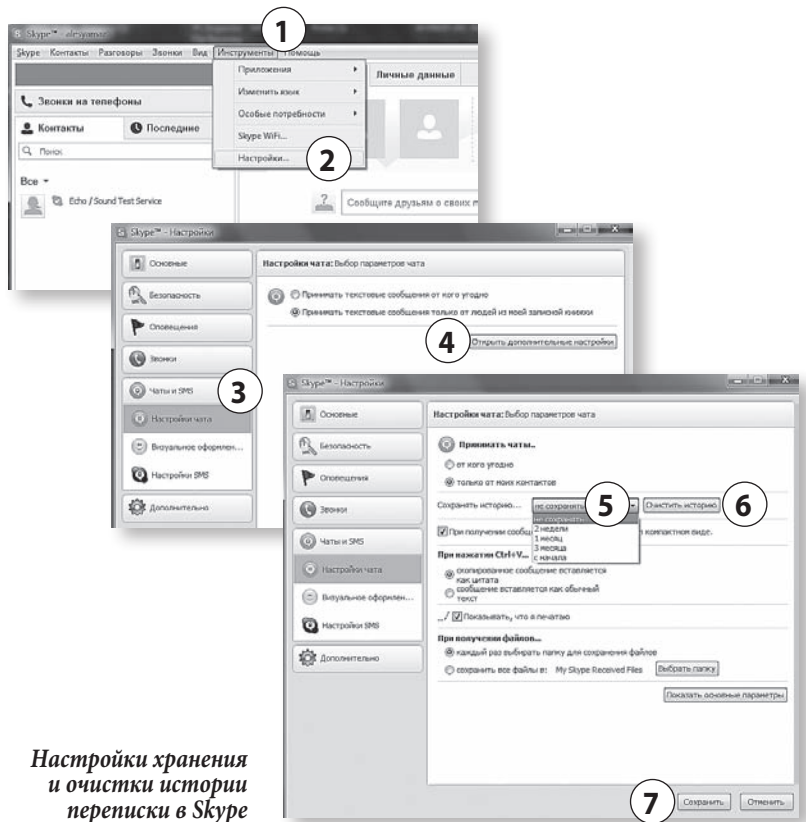 1
Skype™ - alesyamaz
Skype Контакты Разговоры Звонки Вид Инструменты Помощь
Приложения
Личные данные
Изменить язык
Звонки на телефоны
Особые потребности
Контакты
Последние
Skype WiFi...
Поиск
Настройки...
2
Все
Echo / Sound Test Service
Сообщите друзьям о своих
Skype™ - Настройки
Основные
Настройки чата: Выбор параметров чата
Безопасность
Принимать текстовые сообщения от кого угодно
Принимать текстовые сообщения только от людей из моей записной книжки
Оповещения
4
Открыть дополнительные настройки
Звонки
3
Чаты и SMS
Настройки чата
Визуальное оформлен...
Настройки SMS
Дополнительно
Skype™ - Настройки
Основные
Безопасность
Оповещения
Звонки
Чаты и SMS
Настройки чата
Визуальное оформлен...
Настройки SMS
Дополнительно
Настройки чата: Выбор параметров чата
Принимать чаты...
от кого угодно
только от моих контактов
Сохранять историю... не сохранять 5 Очистить историю 6
не сохранять
2 недели
1 месяц
3 месяца
с начала
При получении сообщ компактном виде.
При нажатии Ctrl+V...
скопированное сообщение вставляется
как цитата
сообщение вставляется как обычный
текст
.../ Показывать, что я печатаю
При получении файлов...
каждый раз выбирать папку для сохранения файлов
сохранить все файлы в: My Skype Received Files Выбрать папку
Показать основные параметры
7 Сохранить Отменить
Настройки хранения
и очистки истории
переписки в Skype